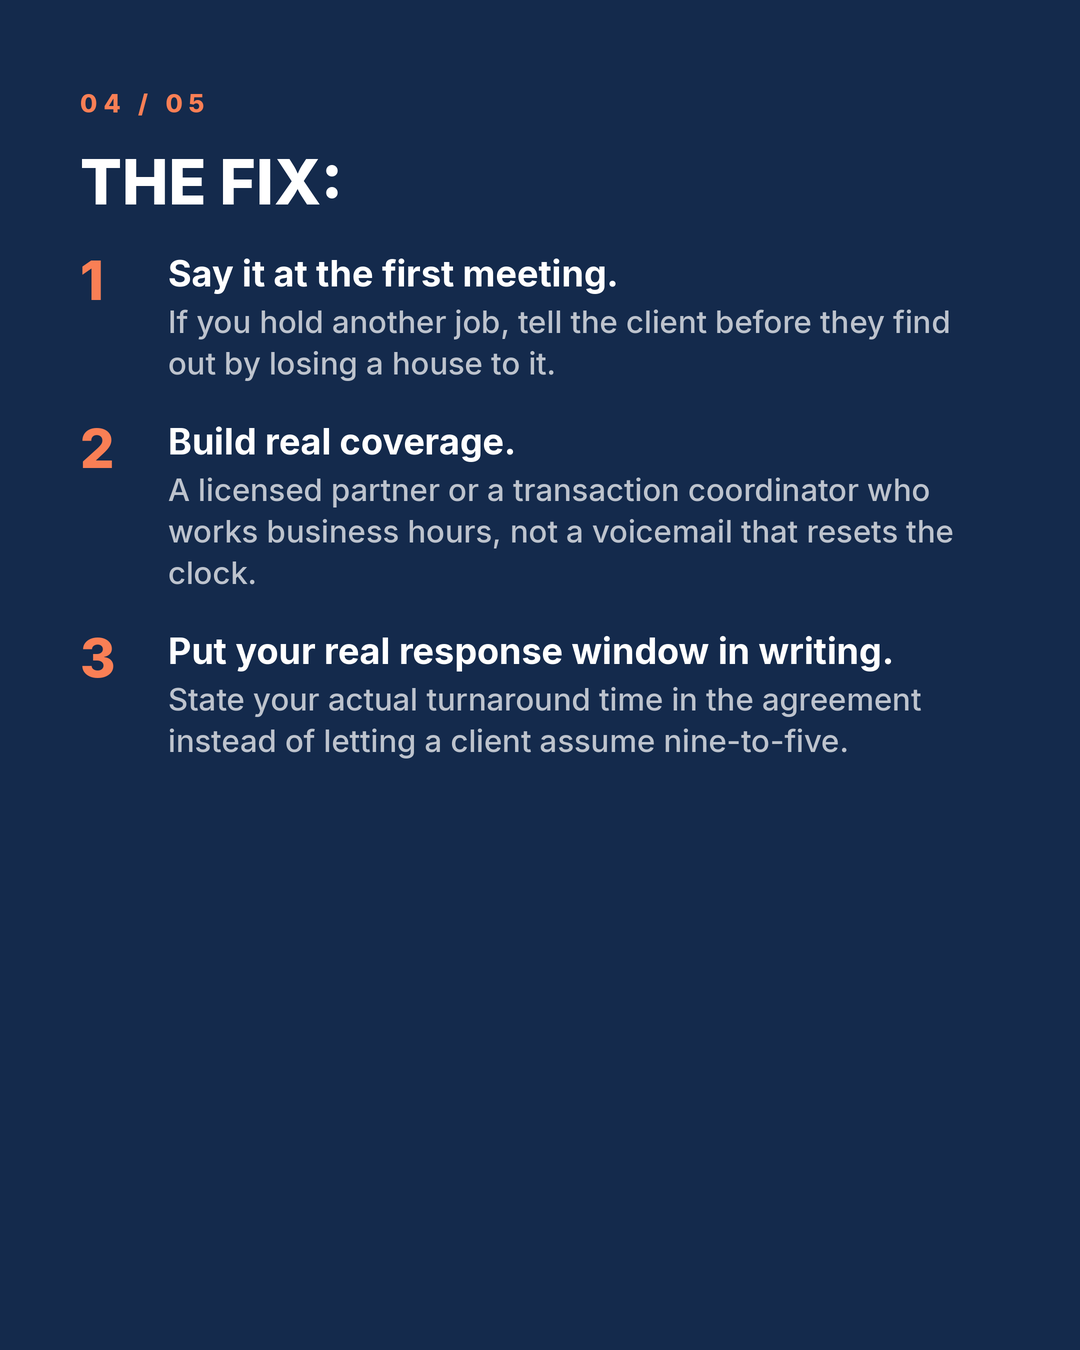 04 / 05
THE FIX:
1
Say it at the first meeting.
If you hold another job, tell the client before they find
out by losing a house to it.
2
Build real coverage.
A licensed partner or a transaction coordinator who
works business hours, not a voicemail that resets the
clock.
3
Put your real response window in writing.
State your actual turnaround time in the agreement
instead of letting a client assume nine-to-five.